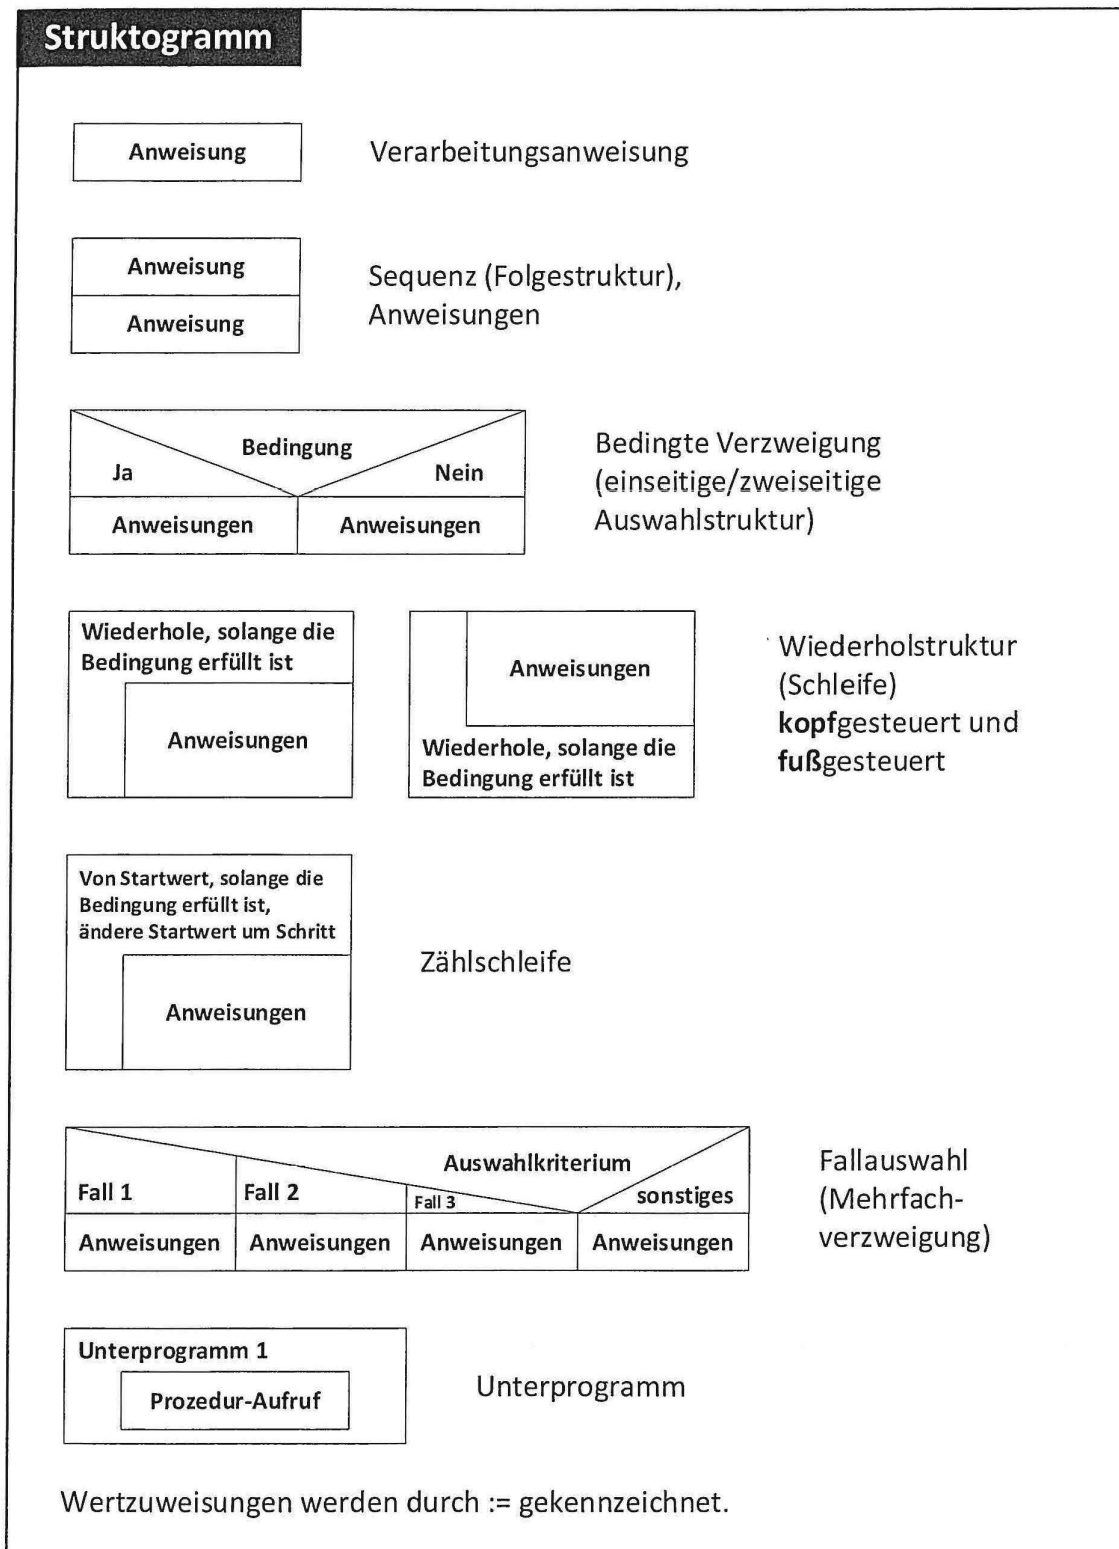 Struktogramm
Anweisung
Verarbeitungsanweisung
Anweisung
Anweisung
Sequenz (Folgestruktur),
Anweisungen
Bedingung
Ja
Nein
Anweisungen
Anweisungen
Bedingte Verzweigung
(einseitige/zweiseitige
Auswahlstruktur)
Wiederhole, solange die
Bedingung erfüllt ist
Anweisungen
Anweisungen
Wiederhole, solange die
Bedingung erfüllt ist
Wiederholstruktur
(Schleife)
kopfgesteuert und
fußgesteuert
Von Startwert, solange die
Bedingung erfüllt ist,
ändere Startwert um Schritt
Anweisungen
Zählschleife
Auswahlkriterium
Fall 1
Fall 2
Fall 3
sonstiges
Anweisungen
Anweisungen
Anweisungen
Anweisungen
Fallauswahl
(Mehrfach-
verzweigung)
Unterprogramm 1
Prozedur-Aufruf
Unterprogramm
Wertzuweisungen werden durch := gekennzeichnet.